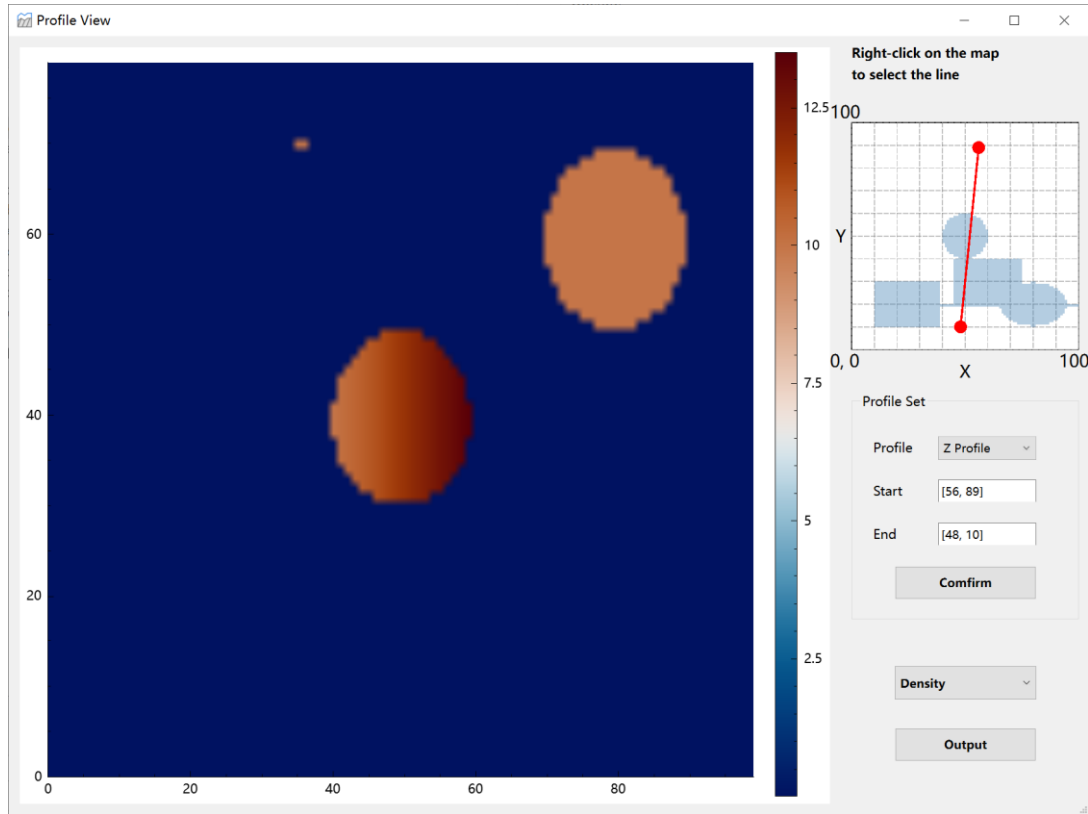 Profile View
Right-click on the map
to select the line
12.5
10
7.5
5
2.5
60
40
20
0
0
20
40
60
80
100
Y
0, 0
X
100
Profile Set
Profile
Z Profile
Start
[56, 89]
End
[48, 10]
Comfirm
Density
Output